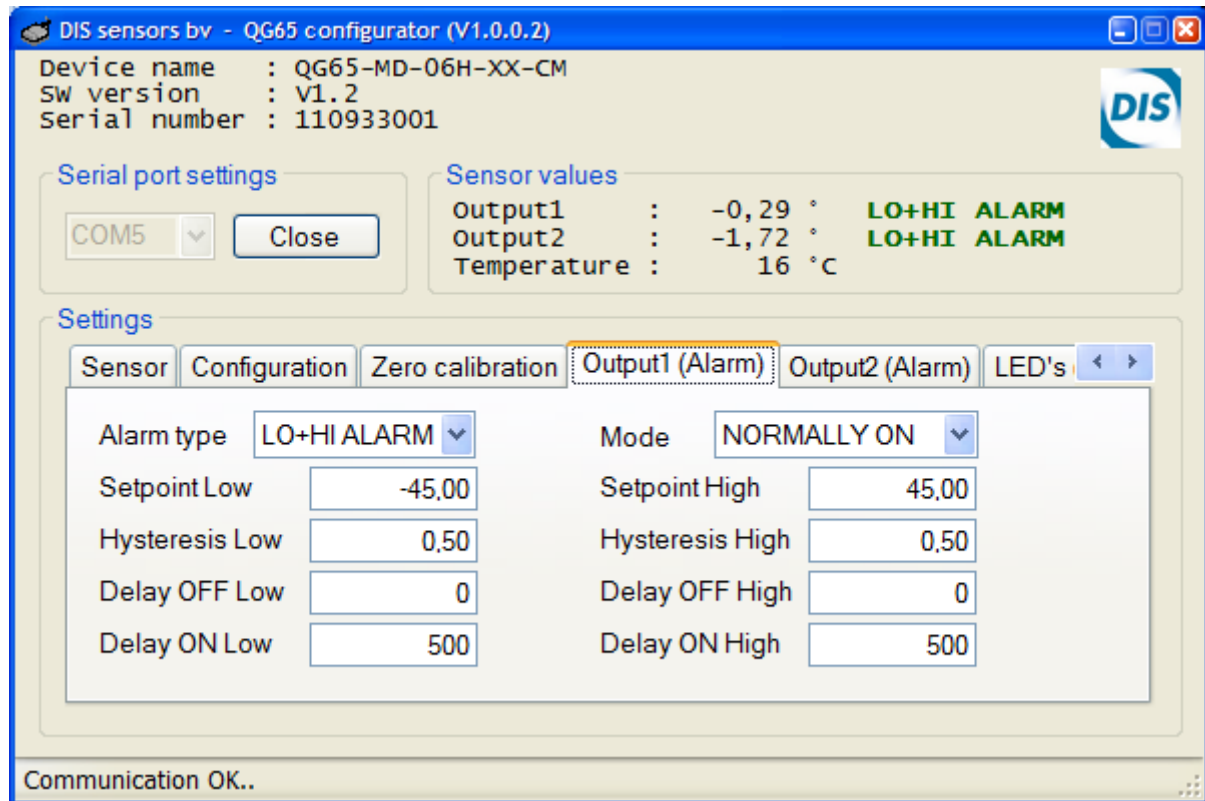 DIS sensors bv - QG65 configurator (V1.0.0.2)
Device name : QG65-MD-06H-XX-CM
SW version : V1.2
Serial number : 110933001
DIS
Serial port settings
COM5 Close
Sensor values
Output1 : -0,29 ° LO+HI ALARM
Output2 : -1,72 ° LO+HI ALARM
Temperature : 16 °C
Settings
Sensor Configuration Zero calibration Output1 (Alarm) Output2 (Alarm) LED's
Alarm type LO+HI ALARM Mode NORMALLY ON
Setpoint Low -45,00 Setpoint High 45,00
Hysteresis Low 0,50 Hysteresis High 0,50
Delay OFF Low 0 Delay OFF High 0
Delay ON Low 500 Delay ON High 500
Communication OK..